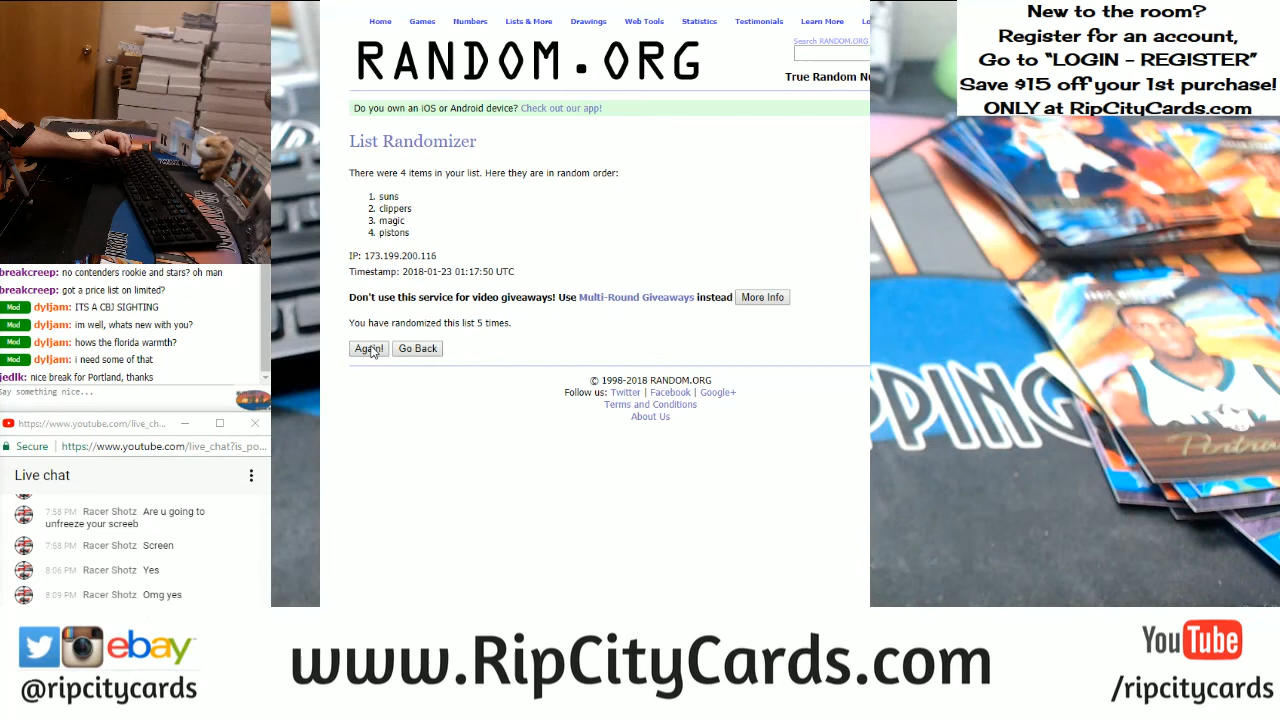 New to the room?
Register for an account,
Go to "LOGIN - REGISTER"
Save $15 off your 1st purchase!
ONLY at RipCityCards.com
Home Games Numbers Lists & More Drawings Web Tools Statistics Testimonials Learn More
RANDOM.ORG
Search RANDOM.ORG
True Random
Do you own an iOS or Android device? Check out our app!
List Randomizer
There were 4 items in your list. Here they are in random order:
1. suns
2. clippers
3. magic
4. pistons
IP: 173.199.200.116
Timestamp: 2018-01-23 01:17:50 UTC
Don't use this service for video giveaways! Use Multi-Round Giveaways instead More Info
You have randomized this list 5 times.
Again! Go Back
© 1998-2018 RANDOM.ORG
Follow us: Twitter | Facebook | Google+
Terms and Conditions
About Us
breakcreep: no contenders rookie and stars? oh man
breakcreep: got a price list on limited?
Mod dyljam: ITS A CBJ SIGHTING
Mod dyljam: im well, whats new with you?
Mod dyljam: hows the florida warmth?
Mod dyljam: i need some of that
jedlk: nice break for Portland, thanks
Say something nice...
https://www.youtube.com/live_ch...
Secure https://www.youtube.com/live_chat?is_po...
Live chat
7:58 PM Racer Shotz Are u going to
unfreeze your screeb
7:58 PM Racer Shotz Screen
8:06 PM Racer Shotz Yes
8:09 PM Racer Shotz Omg yes
PPING
ebay
@ripcitycards
www.RipCityCards.com
YouTube
/ripcitycards